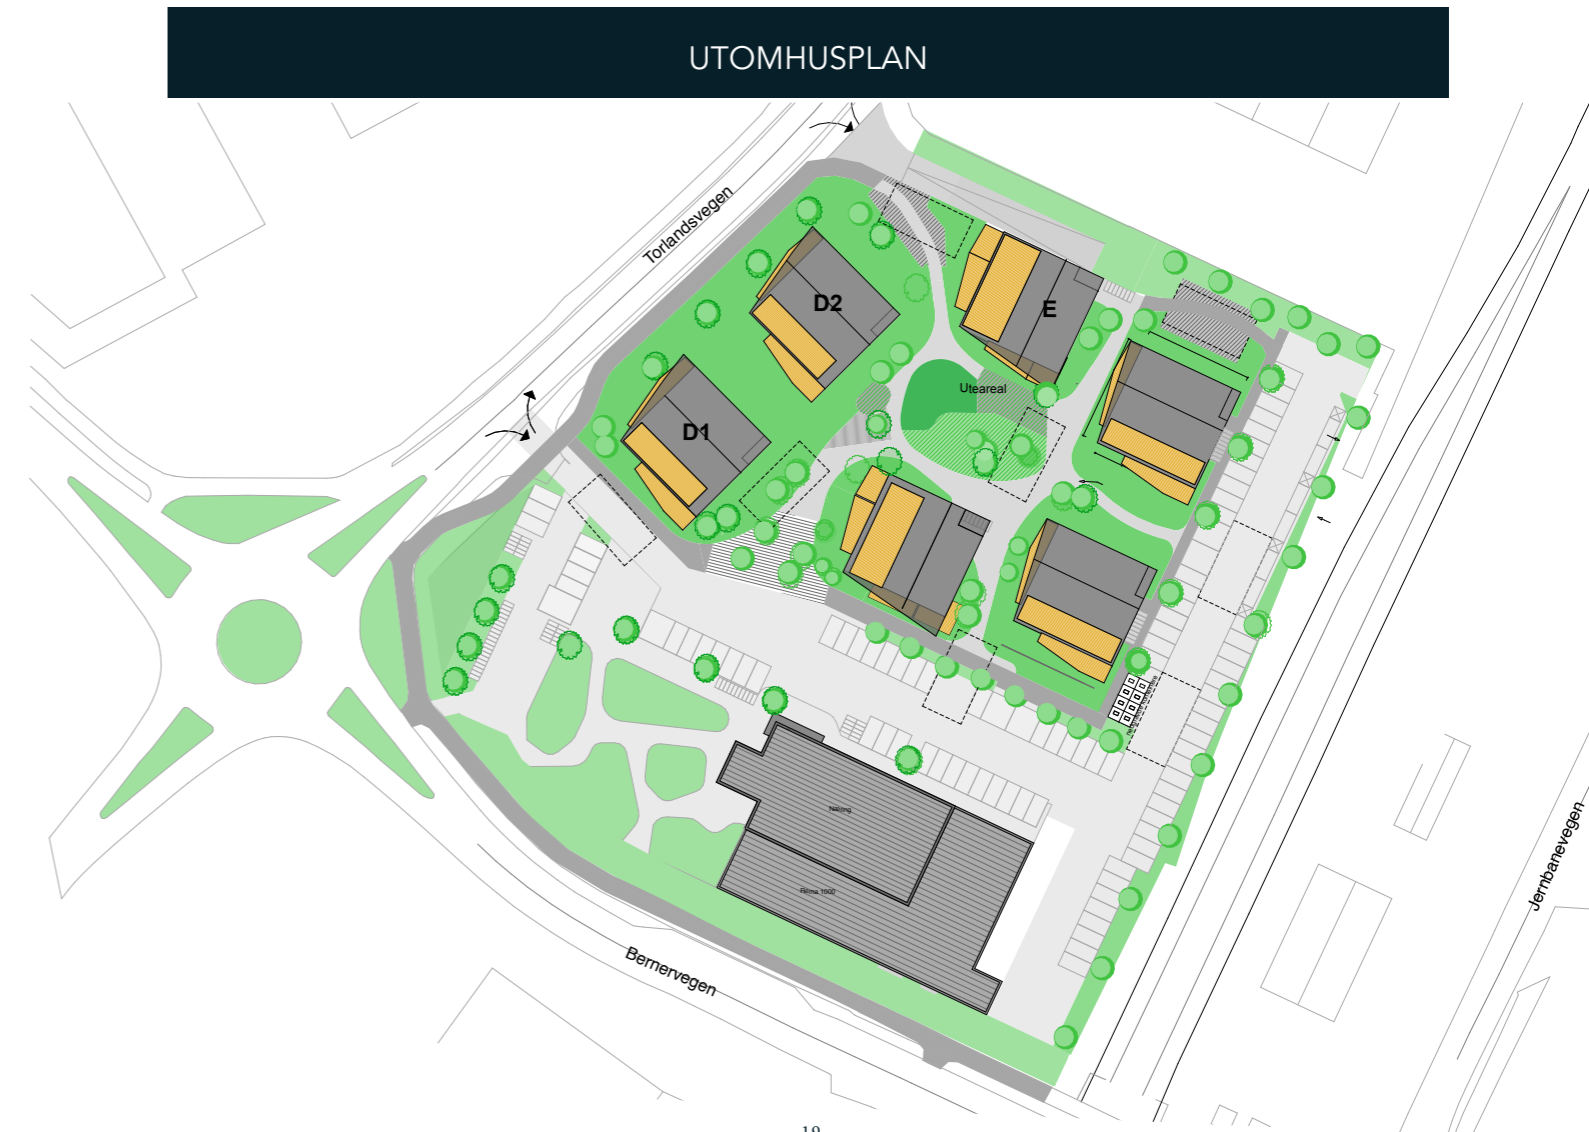 UTOMHUSPLAN
Torlandsvegen
D2
E
Uteareal
D1
Næring
Rema 1000
Bernervegen
Jernbanevegen